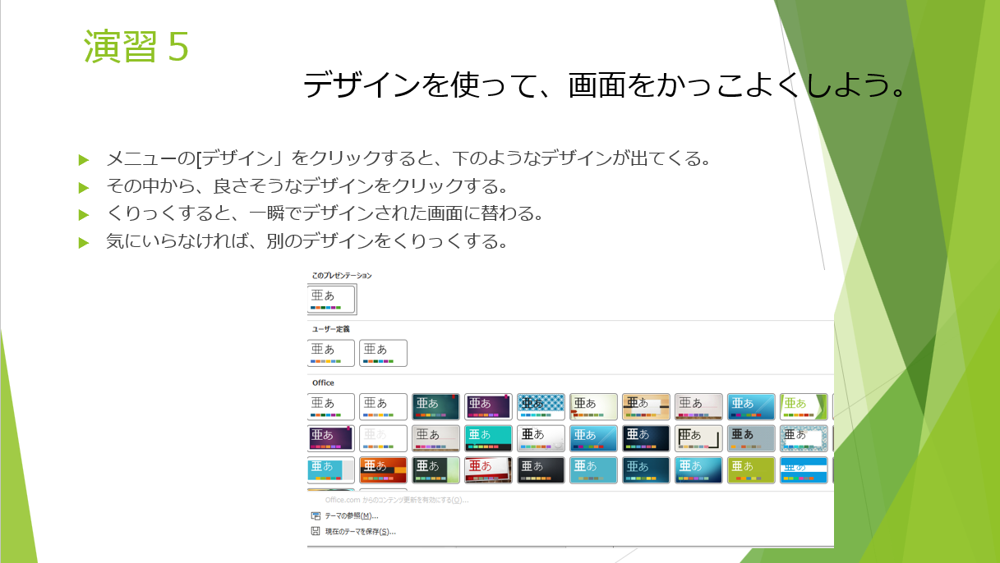 演習５
デザインを使って、画面をかっこよくしよう。
メニューの[デザイン」をクリックすると、下のようなデザインが出てくる。
その中から、良さそうなデザインをクリックする。
くりっくすると、一瞬でデザインされた画面に替わる。
気にいらなければ、別のデザインをくりっくする。
このプレゼンテーション
亜あ
ユーザー定義
亜あ 亜あ
Office
亜あ 亜あ 亜あ 亜あ 亜あ 亜あ 亜あ 亜あ 亜あ 亜あ
亜あ 亜あ 亜あ 亜あ 亜あ 亜あ 亜あ 亜あ 亜あ 亜あ
亜あ 亜あ 亜あ 亜あ 亜あ 亜あ 亜あ 亜あ 亜あ 亜あ
Office.com からのコンテンツ更新を有効にする(O)...
テーマの参照(M)...
現在のテーマを保存(S)...